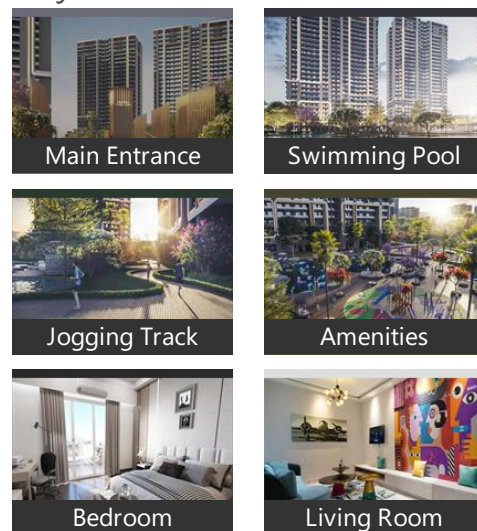 Main Entrance
Swimming Pool
Jogging Track
Amenities
Bedroom
Living Room